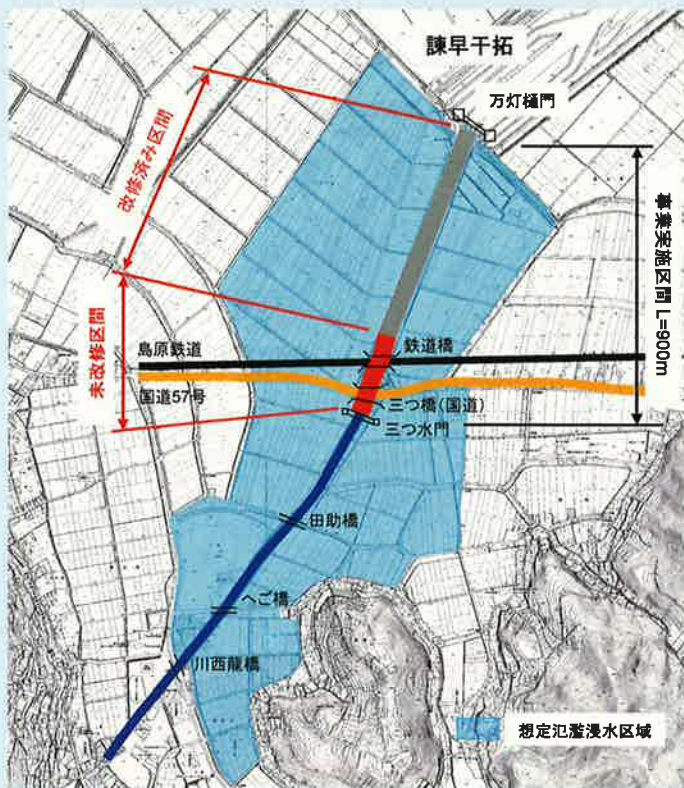 諫早干拓
万灯樋門
改修済み区間
事業実施区間 L=900m
未改修区間
島原鉄道
鉄道橋
国道57号
三つ橋(国道)
三つ水門
田助橋
へご橋
川西龍橋
想定氾濫浸水区域